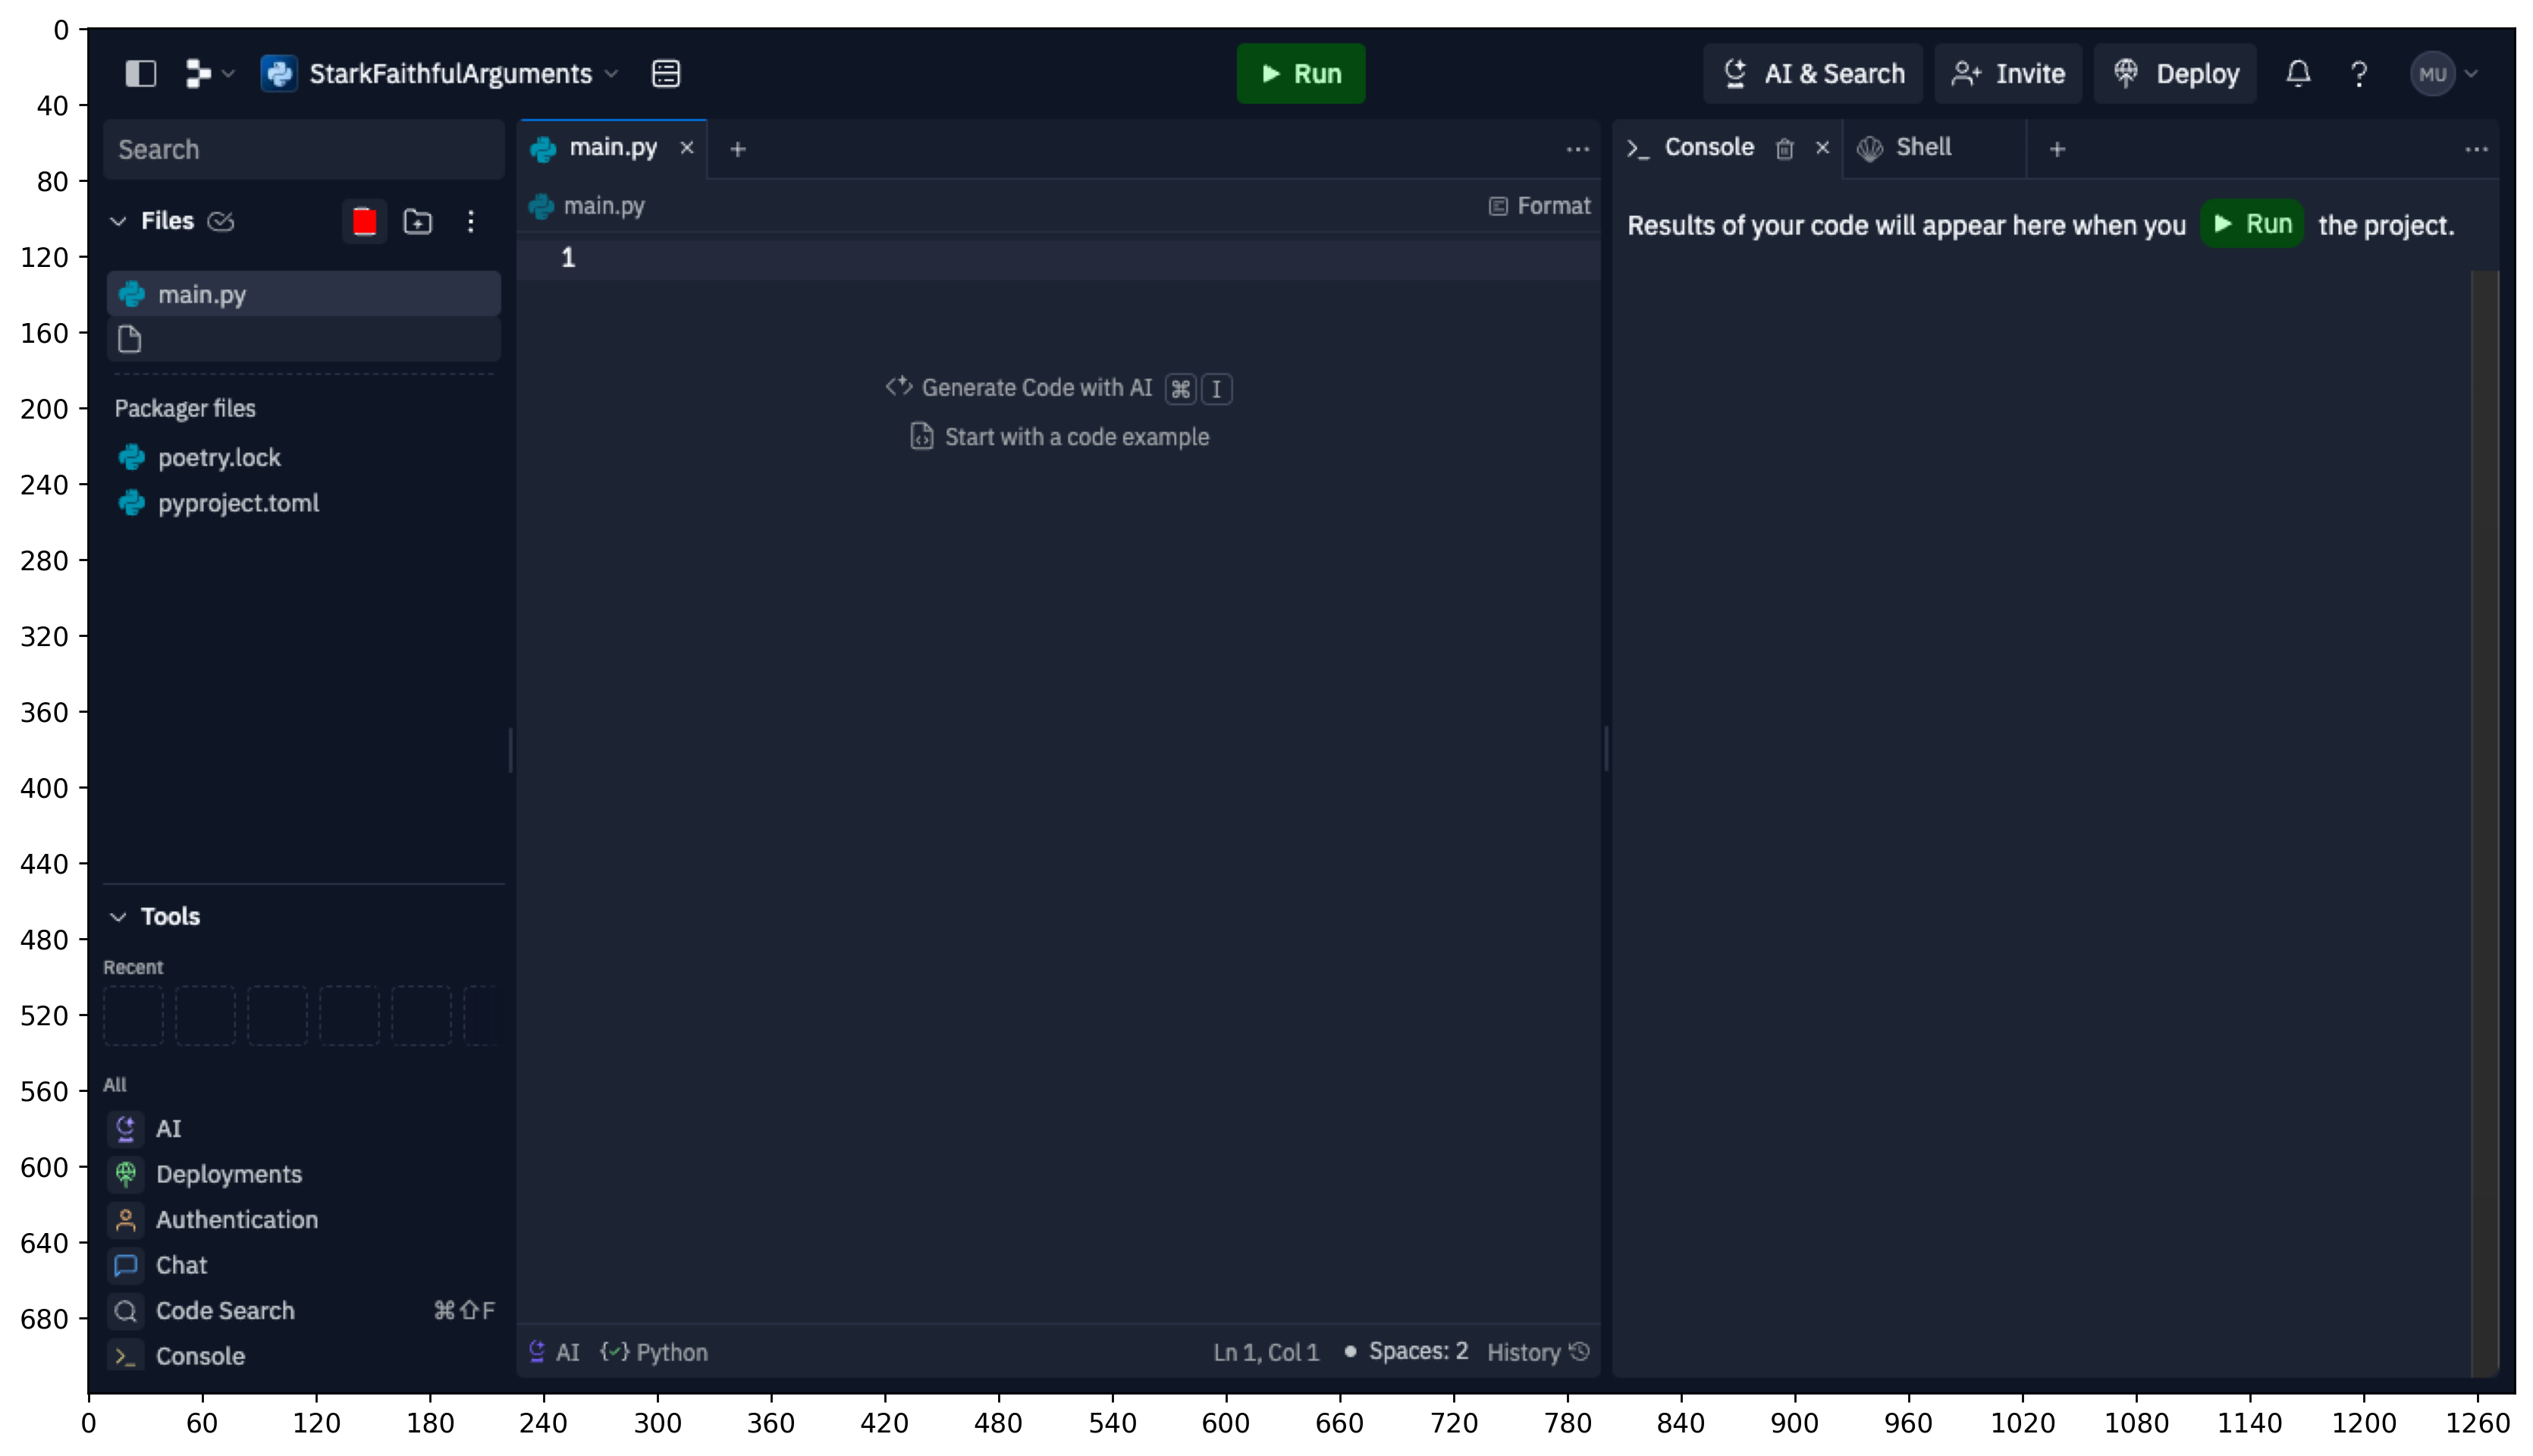 StarkFaithfulArguments
Run
AI & Search
Invite
Deploy
?
MU
Search
Files
main.py
Packager files
poetry.lock
pyproject.toml
Tools
Recent
All
AI
Deployments
Authentication
Chat
Code Search ⌘⇧F
Console
main.py
main.py
Format
1
Generate Code with AI ⌘ I
Start with a code example
AI
Python
Ln 1, Col 1
Spaces: 2
History
Console
Shell
Results of your code will appear here when you Run the project.
0
40
80
120
160
200
240
280
320
360
400
440
480
520
560
600
640
680
0 60 120 180 240 300 360 420 480 540 600 660 720 780 840 900 960 1020 1080 1140 1200 1260